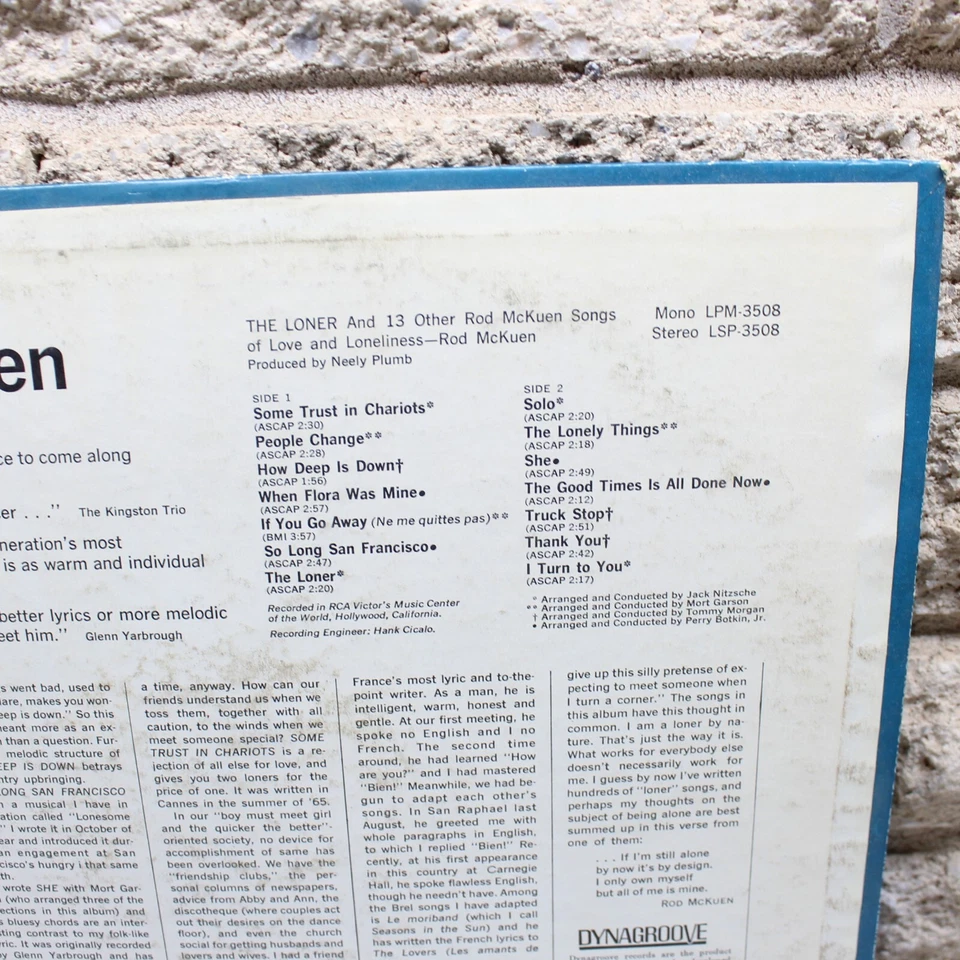 en
ce to come along
er . . ." The Kingston Trio
neration's most
is as warm and individual
better lyrics or more melodic
eet him." Glenn Yarbrough
THE LONER And 13 Other Rod McKuen Songs
of Love and Loneliness—Rod McKuen
Produced by Neely Plumb
Mono LPM-3508
Stereo LSP-3508
SIDE 1
Some Trust in Chariots*
(ASCAP 2:30)
People Change**
(ASCAP 2:28)
How Deep Is Down†
(ASCAP 1:56)
When Flora Was Mine•
(ASCAP 2:57)
If You Go Away (Ne me quittes pas)**
(BMI 3:57)
So Long San Francisco•
(ASCAP 2:47)
The Loner*
(ASCAP 2:20)
Recorded in RCA Victor's Music Center
of the World, Hollywood, California.
Recording Engineer: Hank Cicalo.
SIDE 2
Solo*
(ASCAP 2:20)
The Lonely Things**
(ASCAP 2:18)
She•
(ASCAP 2:49)
The Good Times Is All Done Now•
(ASCAP 2:12)
Truck Stop†
(ASCAP 2:51)
Thank You†
(ASCAP 2:42)
I Turn to You*
(ASCAP 2:17)
* Arranged and Conducted by Jack Nitzsche
** Arranged and Conducted by Mort Garson
† Arranged and Conducted by Tommy Morgan
• Arranged and Conducted by Perry Botkin, Jr.
s went bad, used to
are, makes you won-
eep is down." So this
eant more as an ex-
than a question. Fur-
melodic structure of
EEP IS DOWN betrays
ntry upbringing.
ONG SAN FRANCISCO
n a musical I have in
ation called "Lonesome
" I wrote it in October of
ear and introduced it dur-
an engagement at San
cisco's hungry i that same
th.
wrote SHE with Mort Gar-
(who arranged three of the
ections in this album) and
s bluesy chords are an inter-
sting contrast to my folk-like
ric. It was originally recorded
y Glenn Yarbrough and has
a time, anyway. How can our
friends understand us when we
toss them, together with all
caution, to the winds when we
meet someone special? SOME
TRUST IN CHARIOTS is a re-
jection of all else for love, and
gives you two loners for the
price of one. It was written in
Cannes in the summer of '65.
In our "boy must meet girl
and the quicker the better"-
oriented society, no device for
accomplishment of same has
been overlooked. We have the
"friendship clubs," the per-
sonal columns of newspapers,
advice from Abby and Ann, the
discotheque (where couples act
out their desires on the dance
floor), and even the church
social for getting husbands and
lovers and wives. I had a friend
France's most lyric and to-the-
point writer. As a man, he is
intelligent, warm, honest and
gentle. At our first meeting, he
spoke no English and I no
French. The second time
around, he had learned "How
are you?" and I had mastered
"Bien!" Meanwhile, we had be-
gun to adapt each other's
songs. In San Raphael last
August, he greeted me with
whole paragraphs in English,
to which I replied "Bien!" Re-
cently, at his first appearance
in this country at Carnegie
Hall, he spoke flawless English,
though he needn't have. Among
the Brel songs I have adapted
is Le moriband (which I call
Seasons in the Sun) and he
has written the French lyrics to
The Lovers (Les amants de
give up this silly pretense of ex-
pecting to meet someone when
I turn a corner." The songs in
this album have this thought in
common. I am a loner by na-
ture. That's just the way it is.
What works for everybody else
doesn't necessarily work for
me. I guess by now I've written
hundreds of "loner" songs, and
perhaps my thoughts on the
subject of being alone are best
summed up in this verse from
one of them:
. . . If I'm still alone
by now it's by design.
I only own myself
but all of me is mine.
ROD MCKUEN
DYNAGROOVE
Dynagroove records are the product